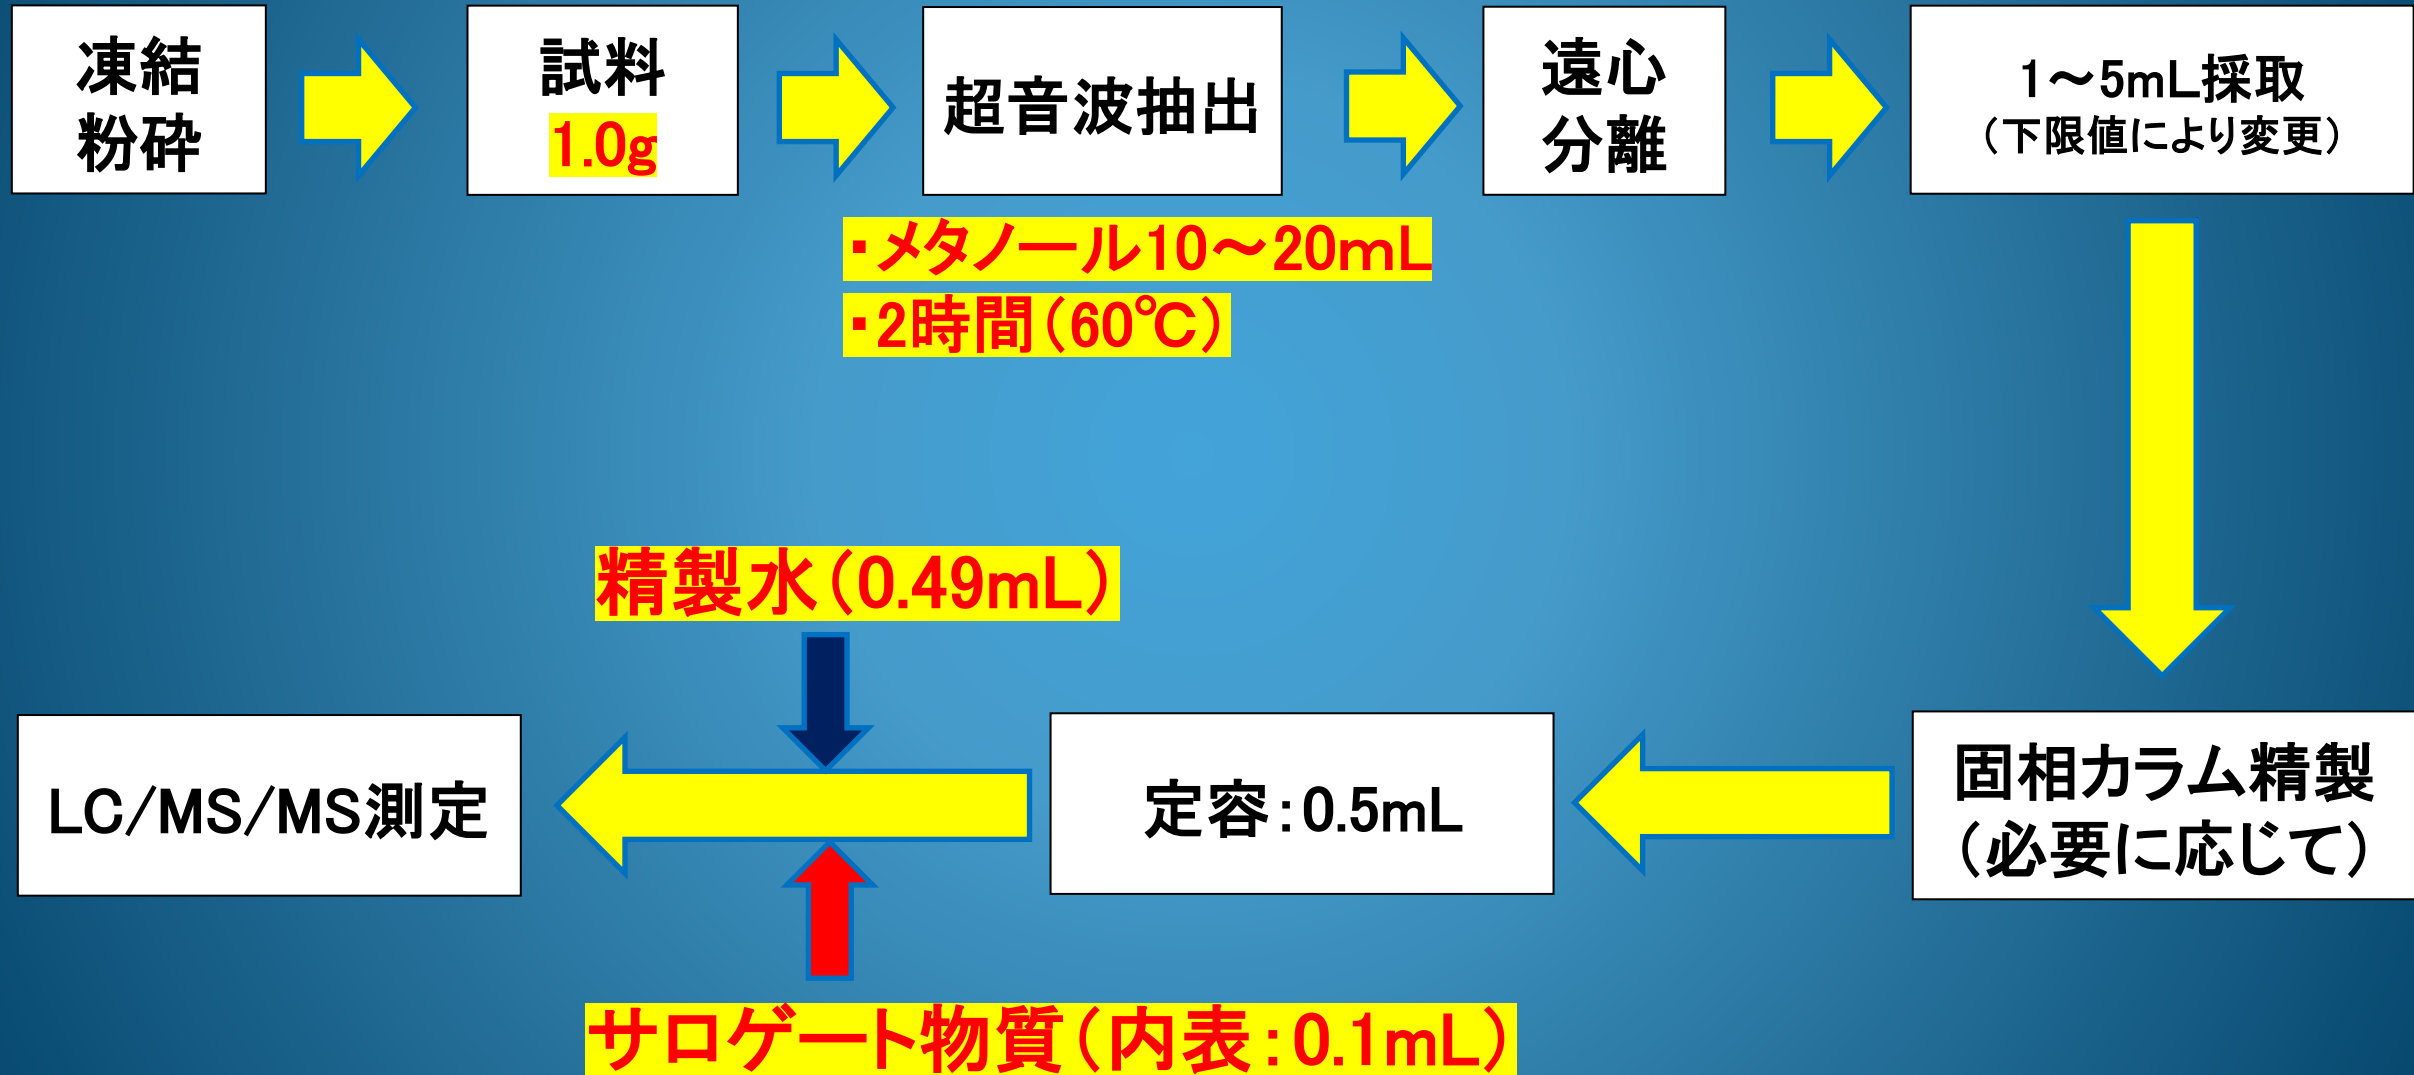 凍結
粉砕
試料
1.0g
超音波抽出
遠心
分離
1～5mL採取
（下限値により変更）
・メタノール10～20mL
・2時間（60℃）
精製水（0.49mL）
LC/MS/MS測定
定容：0.5mL
固相カラム精製
（必要に応じて）
サロゲート物質（内表：0.1mL）